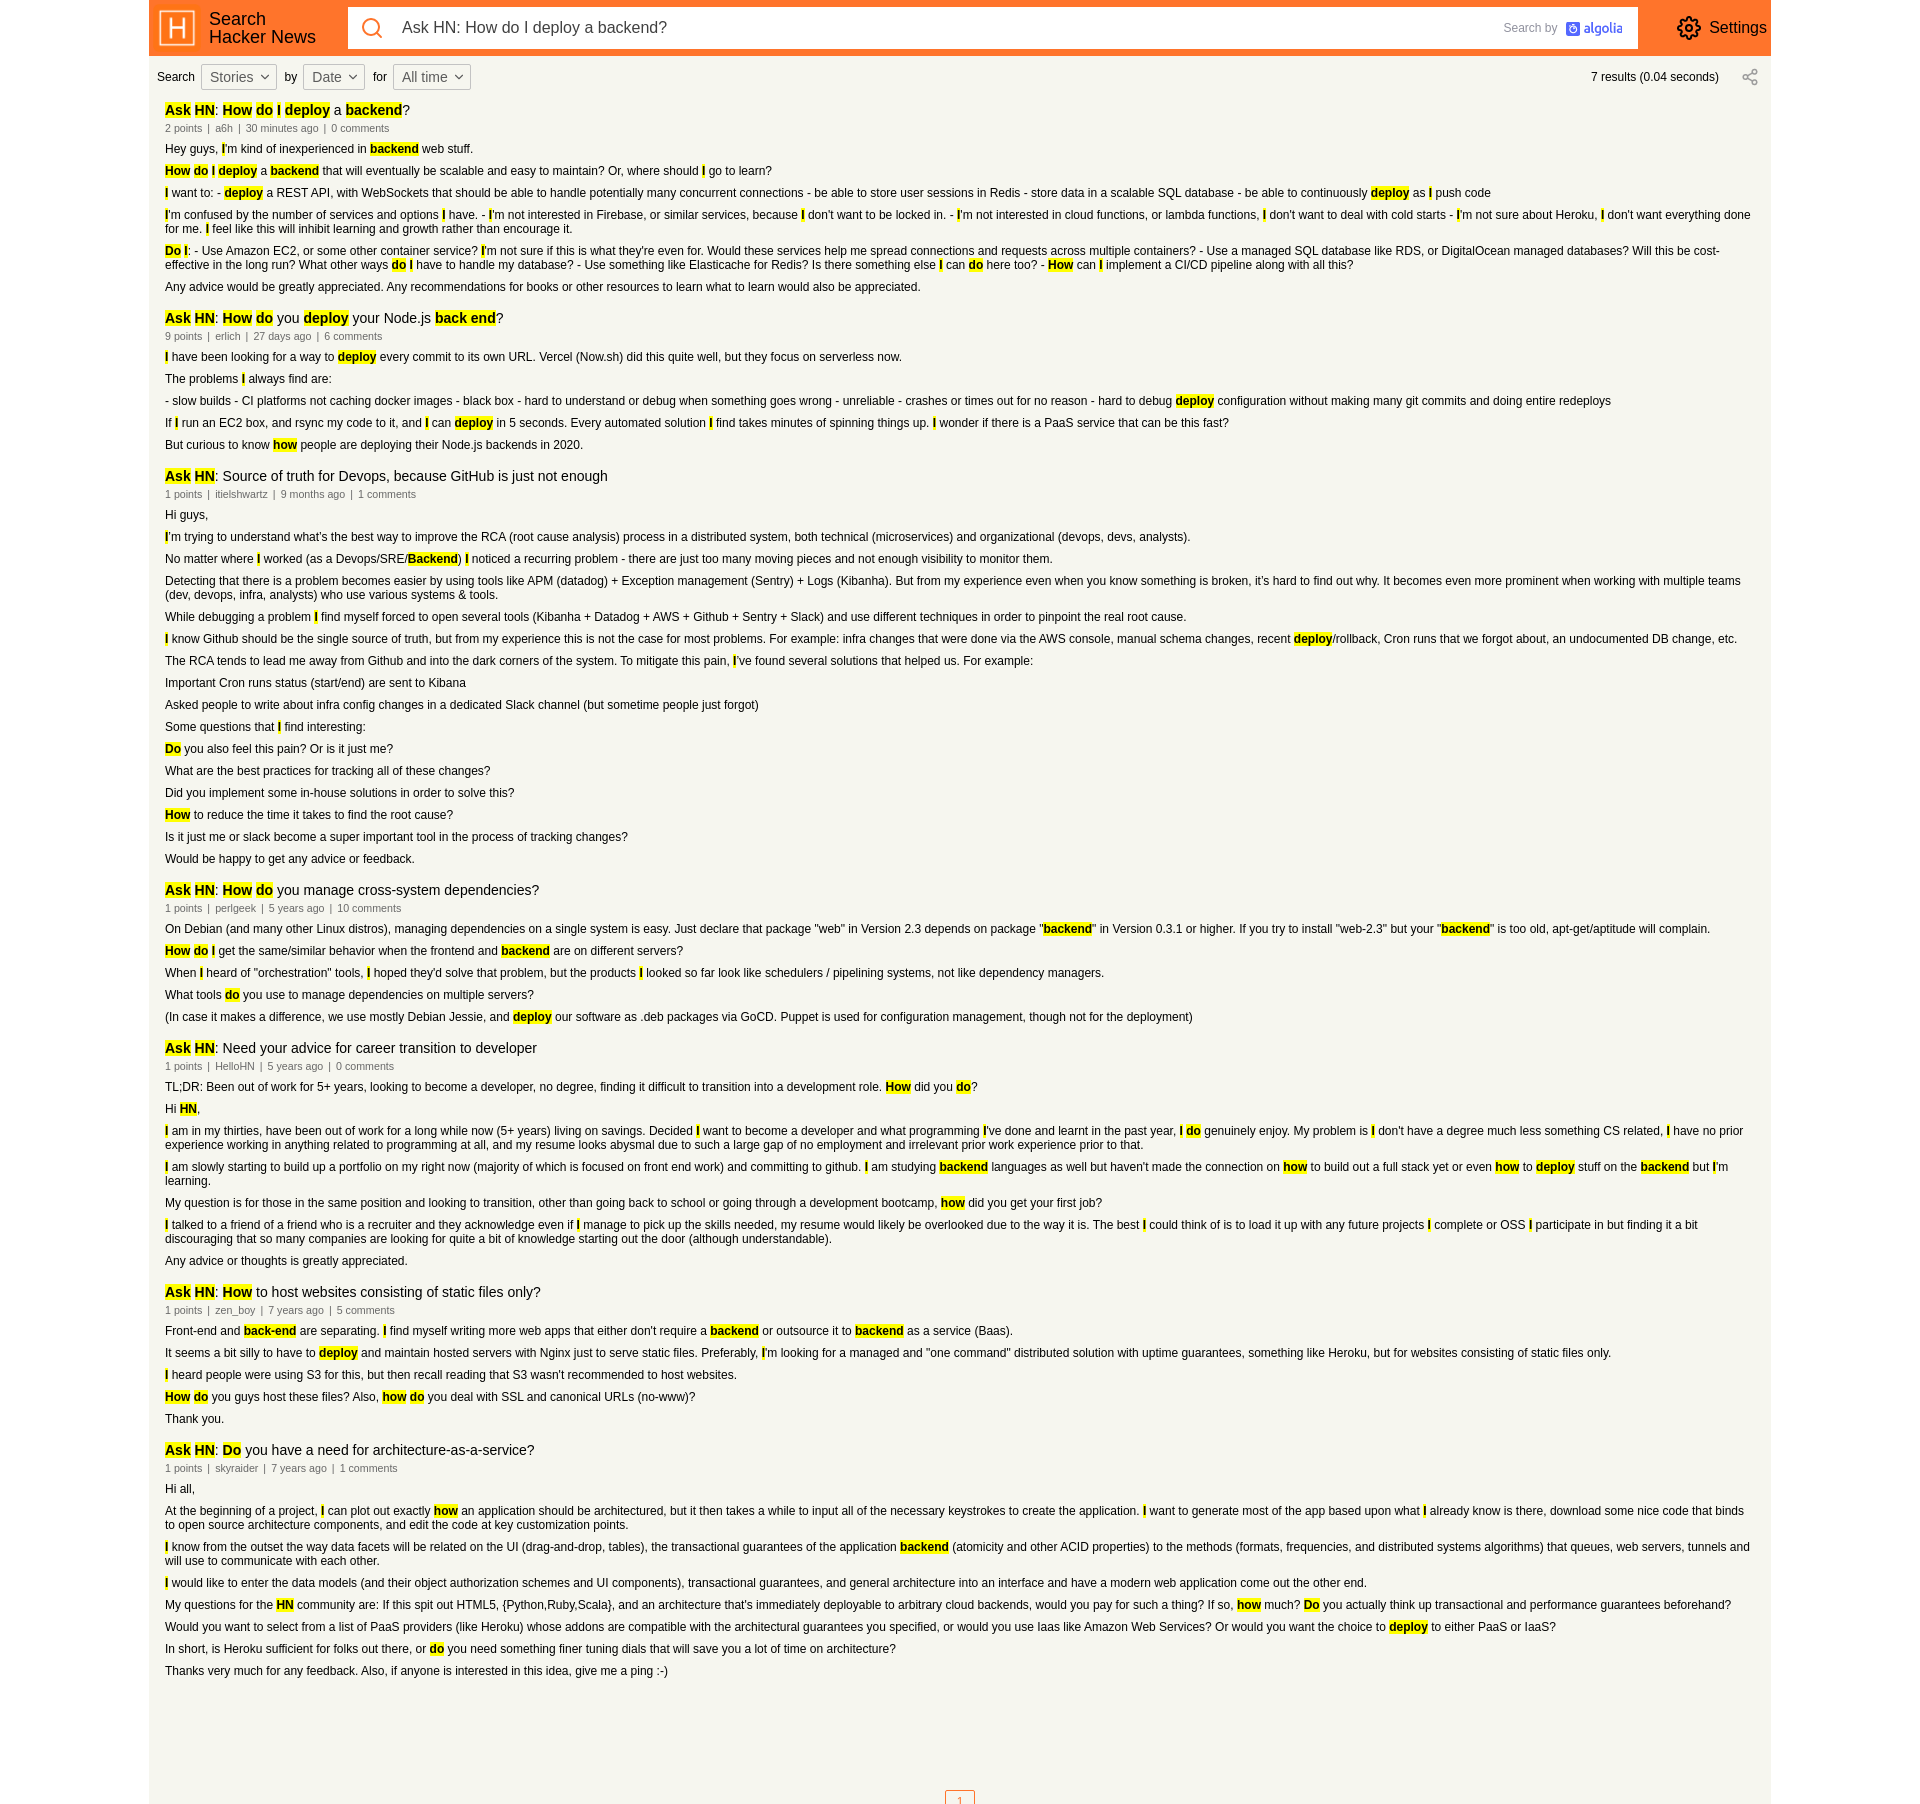 Search
Hacker News
Ask HN: How do I deploy a backend?
Search by algolia
Settings
Search Stories by Date for All time
7 results (0.04 seconds)
Ask HN: How do I deploy a backend?
2 points | a6h | 30 minutes ago | 0 comments
Hey guys, I'm kind of inexperienced in backend web stuff.
How do I deploy a backend that will eventually be scalable and easy to maintain? Or, where should I go to learn?
I want to: - deploy a REST API, with WebSockets that should be able to handle potentially many concurrent connections - be able to store user sessions in Redis - store data in a scalable SQL database - be able to continuously deploy as I push code
I'm confused by the number of services and options I have. - I'm not interested in Firebase, or similar services, because I don't want to be locked in. - I'm not interested in cloud functions, or lambda functions, I don't want to deal with cold starts - I'm not sure about Heroku, I don't want everything done
for me. I feel like this will inhibit learning and growth rather than encourage it.
Do I: - Use Amazon EC2, or some other container service? I'm not sure if this is what they're even for. Would these services help me spread connections and requests across multiple containers? - Use a managed SQL database like RDS, or DigitalOcean managed databases? Will this be cost-
effective in the long run? What other ways do I have to handle my database? - Use something like Elasticache for Redis? Is there something else I can do here too? - How can I implement a CI/CD pipeline along with all this?
Any advice would be greatly appreciated. Any recommendations for books or other resources to learn what to learn would also be appreciated.
Ask HN: How do you deploy your Node.js back end?
9 points | erlich | 27 days ago | 6 comments
I have been looking for a way to deploy every commit to its own URL. Vercel (Now.sh) did this quite well, but they focus on serverless now.
The problems I always find are:
- slow builds - CI platforms not caching docker images - black box - hard to understand or debug when something goes wrong - unreliable - crashes or times out for no reason - hard to debug deploy configuration without making many git commits and doing entire redeploys
If I run an EC2 box, and rsync my code to it, and I can deploy in 5 seconds. Every automated solution I find takes minutes of spinning things up. I wonder if there is a PaaS service that can be this fast?
But curious to know how people are deploying their Node.js backends in 2020.
Ask HN: Source of truth for Devops, because GitHub is just not enough
1 points | itielshwartz | 9 months ago | 1 comments
Hi guys,
I’m trying to understand what’s the best way to improve the RCA (root cause analysis) process in a distributed system, both technical (microservices) and organizational (devops, devs, analysts).
No matter where I worked (as a Devops/SRE/Backend) I noticed a recurring problem - there are just too many moving pieces and not enough visibility to monitor them.
Detecting that there is a problem becomes easier by using tools like APM (datadog) + Exception management (Sentry) + Logs (Kibanha). But from my experience even when you know something is broken, it’s hard to find out why. It becomes even more prominent when working with multiple teams
(dev, devops, infra, analysts) who use various systems & tools.
While debugging a problem I find myself forced to open several tools (Kibanha + Datadog + AWS + Github + Sentry + Slack) and use different techniques in order to pinpoint the real root cause.
I know Github should be the single source of truth, but from my experience this is not the case for most problems. For example: infra changes that were done via the AWS console, manual schema changes, recent deploy/rollback, Cron runs that we forgot about, an undocumented DB change, etc.
The RCA tends to lead me away from Github and into the dark corners of the system. To mitigate this pain, I’ve found several solutions that helped us. For example:
Important Cron runs status (start/end) are sent to Kibana
Asked people to write about infra config changes in a dedicated Slack channel (but sometime people just forgot)
Some questions that I find interesting:
Do you also feel this pain? Or is it just me?
What are the best practices for tracking all of these changes?
Did you implement some in-house solutions in order to solve this?
How to reduce the time it takes to find the root cause?
Is it just me or slack become a super important tool in the process of tracking changes?
Would be happy to get any advice or feedback.
Ask HN: How do you manage cross-system dependencies?
1 points | perlgeek | 5 years ago | 10 comments
On Debian (and many other Linux distros), managing dependencies on a single system is easy. Just declare that package "web" in Version 2.3 depends on package "backend" in Version 0.3.1 or higher. If you try to install "web-2.3" but your "backend" is too old, apt-get/aptitude will complain.
How do I get the same/similar behavior when the frontend and backend are on different servers?
When I heard of "orchestration" tools, I hoped they'd solve that problem, but the products I looked so far look like schedulers / pipelining systems, not like dependency managers.
What tools do you use to manage dependencies on multiple servers?
(In case it makes a difference, we use mostly Debian Jessie, and deploy our software as .deb packages via GoCD. Puppet is used for configuration management, though not for the deployment)
Ask HN: Need your advice for career transition to developer
1 points | HelloHN | 5 years ago | 0 comments
TL;DR: Been out of work for 5+ years, looking to become a developer, no degree, finding it difficult to transition into a development role. How did you do?
Hi HN,
I am in my thirties, have been out of work for a long while now (5+ years) living on savings. Decided I want to become a developer and what programming I've done and learnt in the past year, I do genuinely enjoy. My problem is I don't have a degree much less something CS related, I have no prior
experience working in anything related to programming at all, and my resume looks abysmal due to such a large gap of no employment and irrelevant prior work experience prior to that.
I am slowly starting to build up a portfolio on my right now (majority of which is focused on front end work) and committing to github. I am studying backend languages as well but haven't made the connection on how to build out a full stack yet or even how to deploy stuff on the backend but I'm
learning.
My question is for those in the same position and looking to transition, other than going back to school or going through a development bootcamp, how did you get your first job?
I talked to a friend of a friend who is a recruiter and they acknowledge even if I manage to pick up the skills needed, my resume would likely be overlooked due to the way it is. The best I could think of is to load it up with any future projects I complete or OSS I participate in but finding it a bit
discouraging that so many companies are looking for quite a bit of knowledge starting out the door (although understandable).
Any advice or thoughts is greatly appreciated.
Ask HN: How to host websites consisting of static files only?
1 points | zen_boy | 7 years ago | 5 comments
Front-end and back-end are separating. I find myself writing more web apps that either don't require a backend or outsource it to backend as a service (Baas).
It seems a bit silly to have to deploy and maintain hosted servers with Nginx just to serve static files. Preferably, I'm looking for a managed and "one command" distributed solution with uptime guarantees, something like Heroku, but for websites consisting of static files only.
I heard people were using S3 for this, but then recall reading that S3 wasn't recommended to host websites.
How do you guys host these files? Also, how do you deal with SSL and canonical URLs (no-www)?
Thank you.
Ask HN: Do you have a need for architecture-as-a-service?
1 points | skyraider | 7 years ago | 1 comments
Hi all,
At the beginning of a project, I can plot out exactly how an application should be architectured, but it then takes a while to input all of the necessary keystrokes to create the application. I want to generate most of the app based upon what I already know is there, download some nice code that binds
to open source architecture components, and edit the code at key customization points.
I know from the outset the way data facets will be related on the UI (drag-and-drop, tables), the transactional guarantees of the application backend (atomicity and other ACID properties) to the methods (formats, frequencies, and distributed systems algorithms) that queues, web servers, tunnels and
will use to communicate with each other.
I would like to enter the data models (and their object authorization schemes and UI components), transactional guarantees, and general architecture into an interface and have a modern web application come out the other end.
My questions for the HN community are: If this spit out HTML5, {Python,Ruby,Scala}, and an architecture that's immediately deployable to arbitrary cloud backends, would you pay for such a thing? If so, how much? Do you actually think up transactional and performance guarantees beforehand?
Would you want to select from a list of PaaS providers (like Heroku) whose addons are compatible with the architectural guarantees you specified, or would you use Iaas like Amazon Web Services? Or would you want the choice to deploy to either PaaS or IaaS?
In short, is Heroku sufficient for folks out there, or do you need something finer tuning dials that will save you a lot of time on architecture?
Thanks very much for any feedback. Also, if anyone is interested in this idea, give me a ping :-)
1